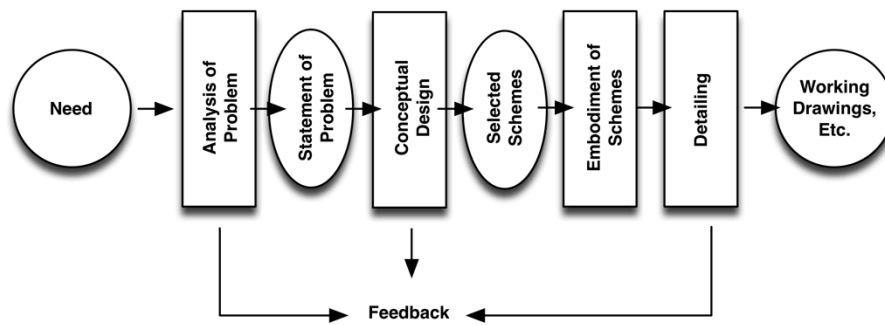 Need
Analysis of
Problem
Statement of
Problem
Conceptual
Design
Selected
Schemes
Embodiment of
Schemes
Detailing
Working
Drawings,
Etc.
Feedback